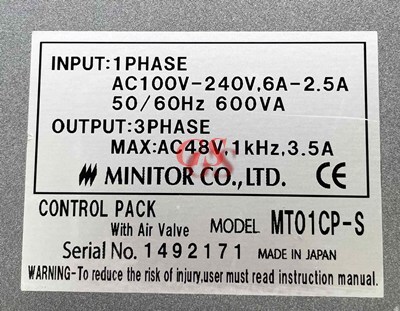 INPUT:1PHASE
AC100V-240V,6A-2.5A
50/60Hz 600VA
OUTPUT:3PHASE
MAX:AC48V,1kHz,3.5A
MINITOR CO.,LTD.
CONTROL PACK
With Air Valve MODEL MT01CP-S
Serial No. 1492171 MADE IN JAPAN
WARNING-To reduce the risk of injury,user must read instruction manual.